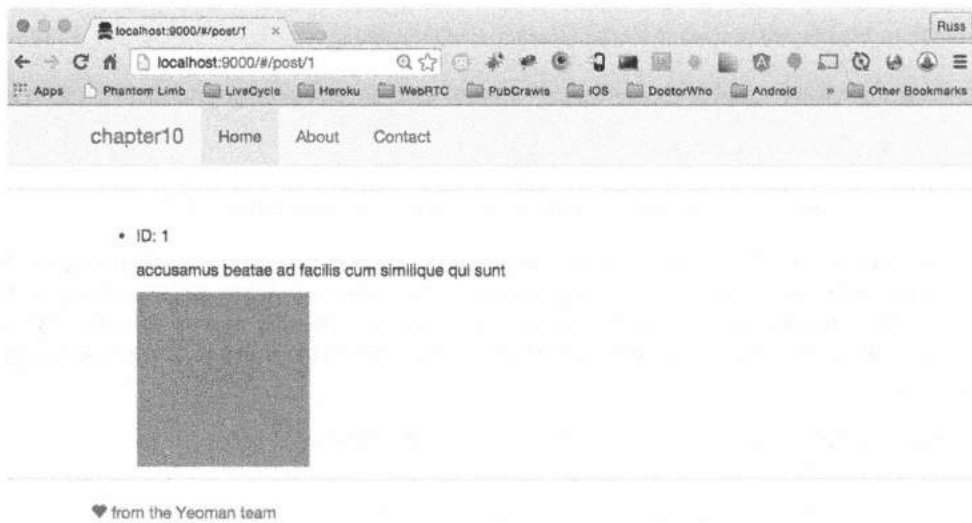 localhost:9000/#/post/1 ×
Russ
localhost:9000/#/post/1
Apps Phantom Limb LiveCycle Heroku WebRTC PubCrawls iOS DoctorWho Android » Other Bookmarks
chapter10 Home About Contact
• ID: 1
accusamus beatae ad facilis cum similique qui sunt
from the Yeoman team